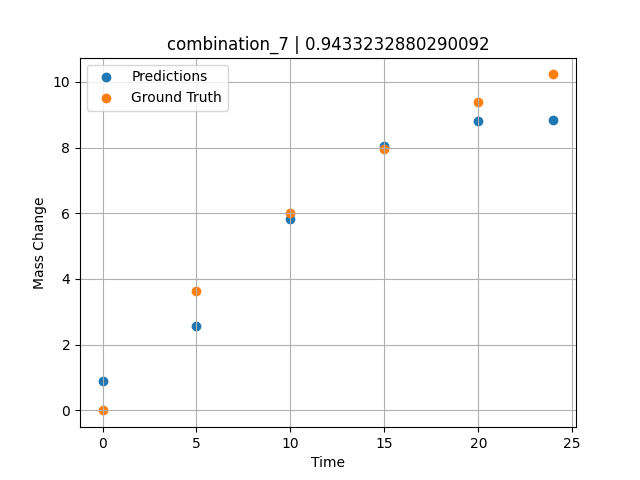 combination_7 | 0.9433232880290092
Predictions
Ground Truth
10
8
6
4
2
0
Mass Change
0 5 10 15 20 25
Time